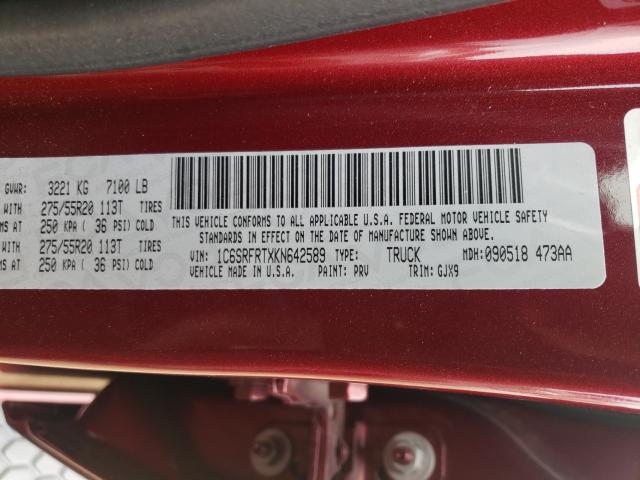 GVWR: 3221 KG 7100 LB
WITH 275/55R20 113T TIRES
MS AT 250 KPA ( 36 PSI)
WITH 275/55R20 113T TIRES
MS AT 250 KPA ( 36 PSI)
THIS VEHICLE CONFORMS TO ALL APPLICABLE U.S.A. FEDERAL MOTOR VEHICLE SAFETY
STANDARDS IN EFFECT ON THE DATE OF MANUFACTURE SHOWN ABOVE.
VIN: 1C6SRFRTXKN642589 TYPE: TRUCK MDH: 090518 473AA
VEHICLE MADE IN U.S.A. PAINT: PRV TRIM: GJX9